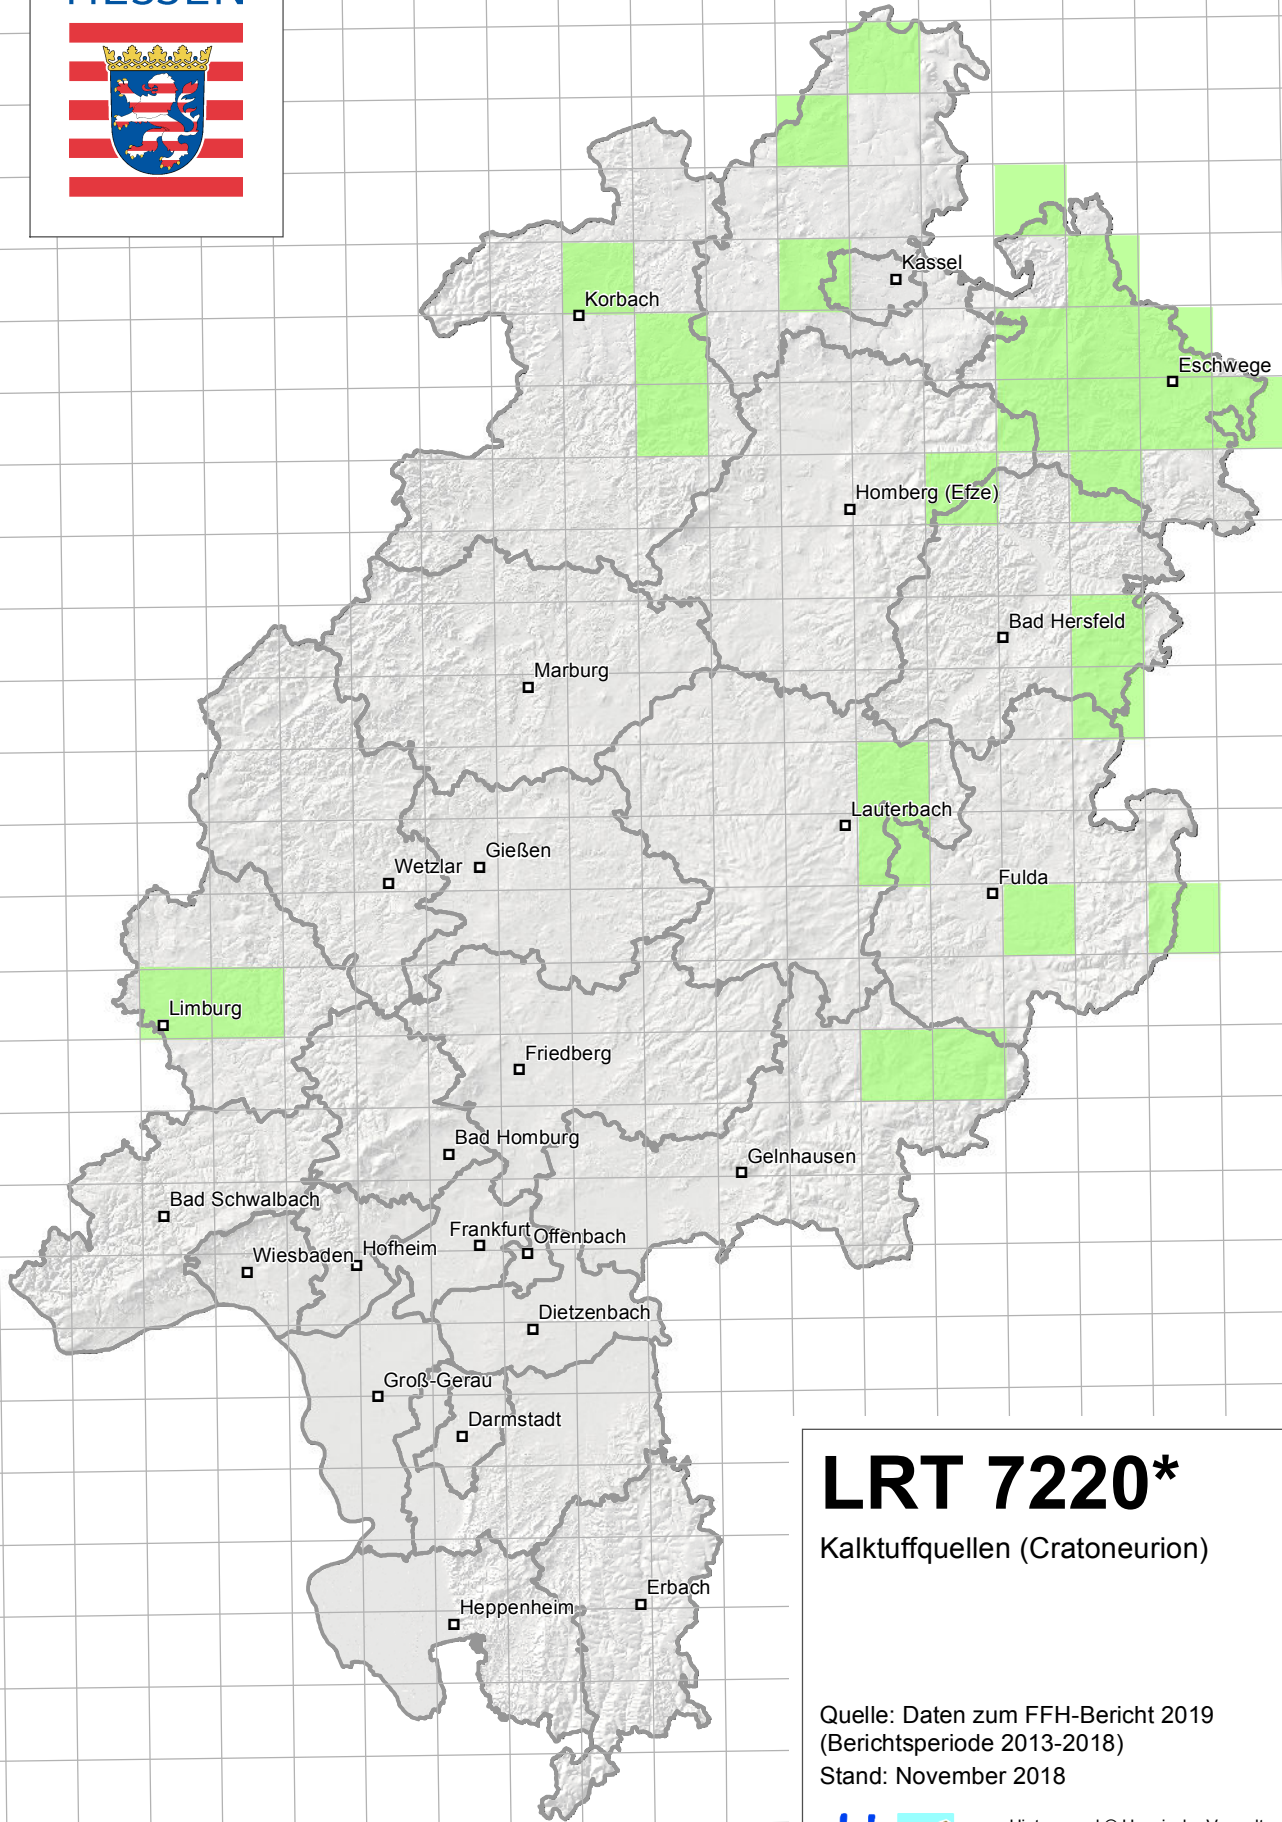 HESSEN
Kassel
Korbach
Eschwege
Homberg (Efze)
Bad Hersfeld
Marburg
Lauterbach
Gießen
Wetzlar
Fulda
Limburg
Friedberg
Bad Homburg
Gelnhausen
Bad Schwalbach
Frankfurt
Offenbach
Hofheim
Wiesbaden
Dietzenbach
Groß-Gerau
Darmstadt
Erbach
Heppenheim
LRT 7220*
Kalktuffquellen (Cratoneurion)
Quelle: Daten zum FFH-Bericht 2019
(Berichtsperiode 2013-2018)
Stand: November 2018